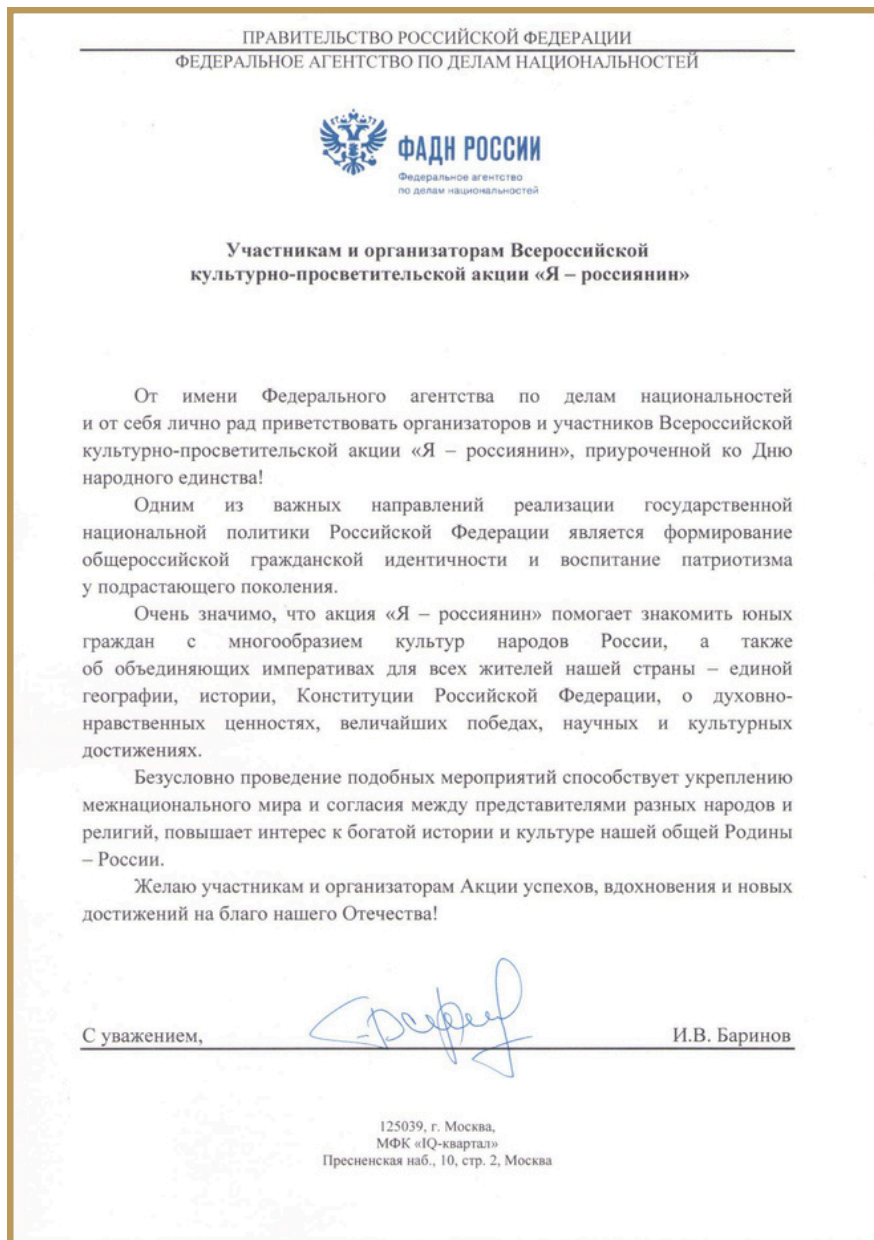 ПРАВИТЕЛЬСТВО РОССИЙСКОЙ ФЕДЕРАЦИИ
ФЕДЕРАЛЬНОЕ АГЕНТСТВО ПО ДЕЛАМ НАЦИОНАЛЬНОСТЕЙ
ФАДН РОССИИ
Федеральное агентство
по делам национальностей
Участникам и организаторам Всероссийской
культурно-просветительской акции «Я – россиянин»
От имени Федерального агентства по делам национальностей
и от себя лично рад приветствовать организаторов и участников Всероссийской
культурно-просветительской акции «Я – россиянин», приуроченной ко Дню
народного единства!
Одним из важных направлений реализации государственной
национальной политики Российской Федерации является формирование
общероссийской гражданской идентичности и воспитание патриотизма
у подрастающего поколения.
Очень значимо, что акция «Я – россиянин» помогает знакомить юных
граждан с многообразием культур народов России, а также
об объединяющих императивах для всех жителей нашей страны – единой
географии, истории, Конституции Российской Федерации, о духовно-
нравственных ценностях, величайших победах, научных и культурных
достижениях.
Безусловно проведение подобных мероприятий способствует укреплению
межнационального мира и согласия между представителями разных народов и
религий, повышает интерес к богатой истории и культуре нашей общей Родины
– России.
Желаю участникам и организаторам Акции успехов, вдохновения и новых
достижений на благо нашего Отечества!
С уважением,
И.В. Баринов
125039, г. Москва,
МФК «IQ-квартал»
Пресненская наб., 10, стр. 2, Москва